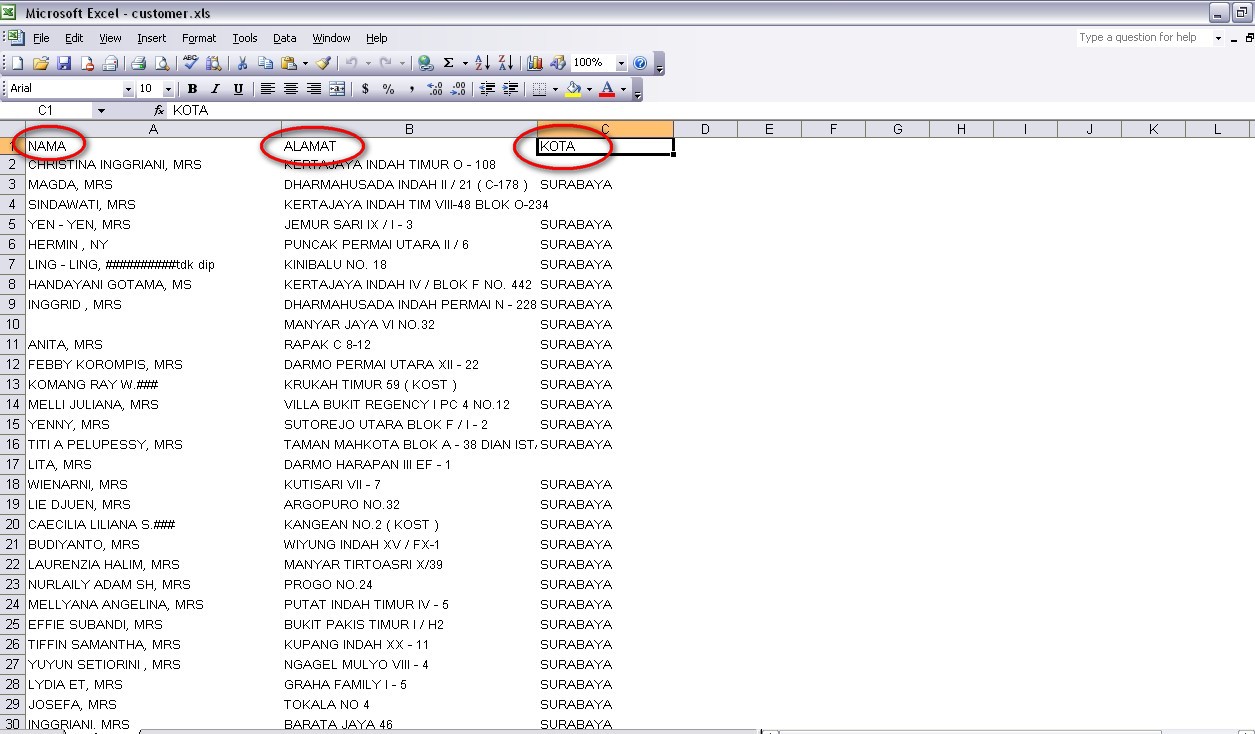 Microsoft Excel - customer.xls
File Edit View Insert Format Tools Data Window Help Type a question for help
100%
Arial 10 B I U $ % ,
C1 fx KOTA
A B C D E F G H I J K L
1 NAMA ALAMAT KOTA
2 CHRISTINA INGGRIANI, MRS KERTAJAYA INDAH TIMUR O - 108
3 MAGDA, MRS DHARMAHUSADA INDAH II / 21 ( C-178 ) SURABAYA
4 SINDAWATI, MRS KERTAJAYA INDAH TIM VIII-48 BLOK O-234
5 YEN - YEN, MRS JEMUR SARI IX / I - 3 SURABAYA
6 HERMIN , NY PUNCAK PERMAI UTARA II / 6 SURABAYA
7 LING - LING, ##########tdk dip KINIBALU NO. 18 SURABAYA
8 HANDAYANI GOTAMA, MS KERTAJAYA INDAH IV / BLOK F NO. 442 SURABAYA
9 INGGRID , MRS DHARMAHUSADA INDAH PERMAI N - 228 SURABAYA
10 MANYAR JAYA VI NO.32 SURABAYA
11 ANITA, MRS RAPAK C 8-12 SURABAYA
12 FEBBY KOROMPIS, MRS DARMO PERMAI UTARA XII - 22 SURABAYA
13 KOMANG RAY W.### KRUKAH TIMUR 59 ( KOST ) SURABAYA
14 MELLI JULIANA, MRS VILLA BUKIT REGENCY I PC 4 NO.12 SURABAYA
15 YENNY, MRS SUTOREJO UTARA BLOK F / I - 2 SURABAYA
16 TITI A PELUPESSY, MRS TAMAN MAHKOTA BLOK A - 38 DIAN IST SURABAYA
17 LITA, MRS DARMO HARAPAN III EF - 1
18 WIENARNI, MRS KUTISARI VII - 7 SURABAYA
19 LIE DJUEN, MRS ARGOPURO NO.32 SURABAYA
20 CAECILIA LILIANA S.### KANGEAN NO.2 ( KOST ) SURABAYA
21 BUDIYANTO, MRS WIYUNG INDAH XV / FX-1 SURABAYA
22 LAURENZIA HALIM, MRS MANYAR TIRTOASRI X/39 SURABAYA
23 NURLAILY ADAM SH, MRS PROGO NO.24 SURABAYA
24 MELLYANA ANGELINA, MRS PUTAT INDAH TIMUR IV - 5 SURABAYA
25 EFFIE SUBANDI, MRS BUKIT PAKIS TIMUR I / H2 SURABAYA
26 TIFFIN SAMANTHA, MRS KUPANG INDAH XX - 11 SURABAYA
27 YUYUN SETIORINI , MRS NGAGEL MULYO VIII - 4 SURABAYA
28 LYDIA ET, MRS GRAHA FAMILY I - 5 SURABAYA
29 JOSEFA, MRS TOKALA NO 4 SURABAYA
30 INGGRIANI, MRS BARATA JAYA 46 SURABAYA